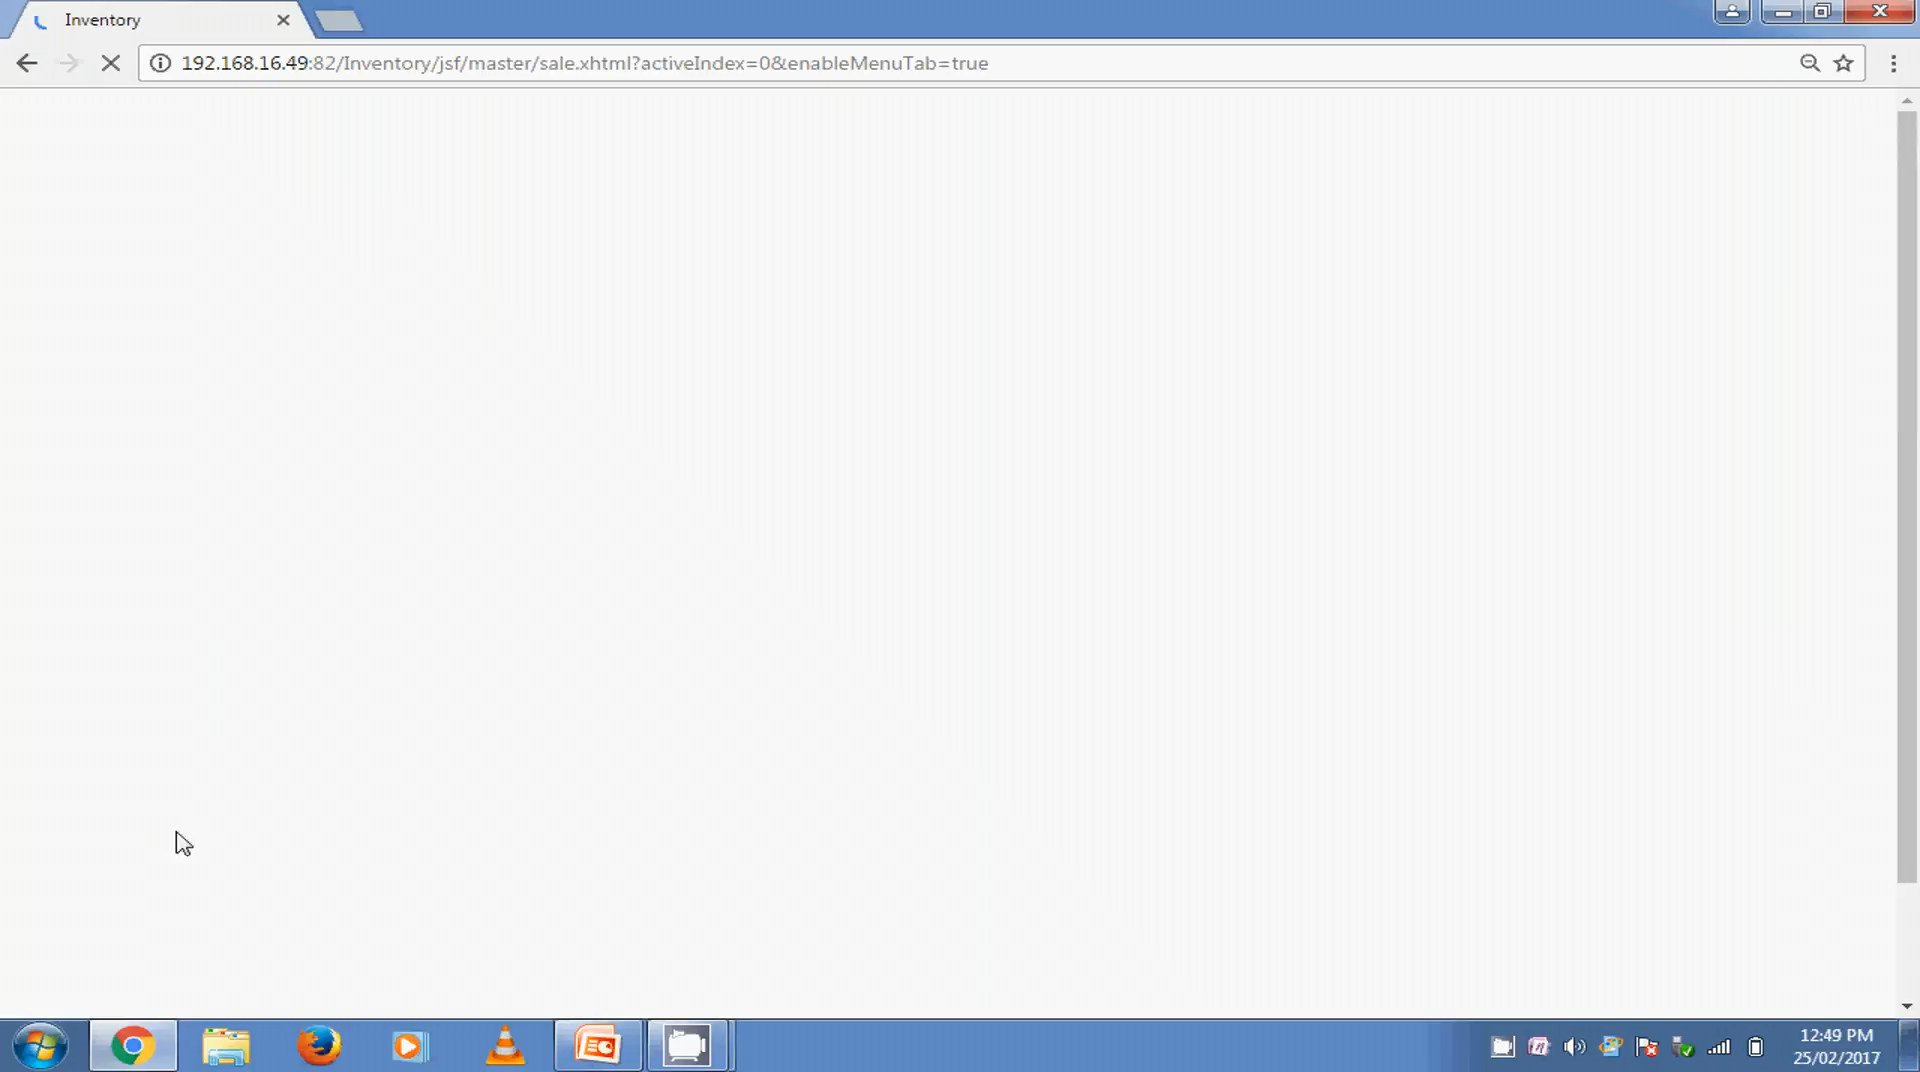 Inventory
192.168.16.49:82/Inventory/jsf/master/sale.xhtml?activeIndex=0&enableMenuTab=true
12:49 PM
25/02/2017